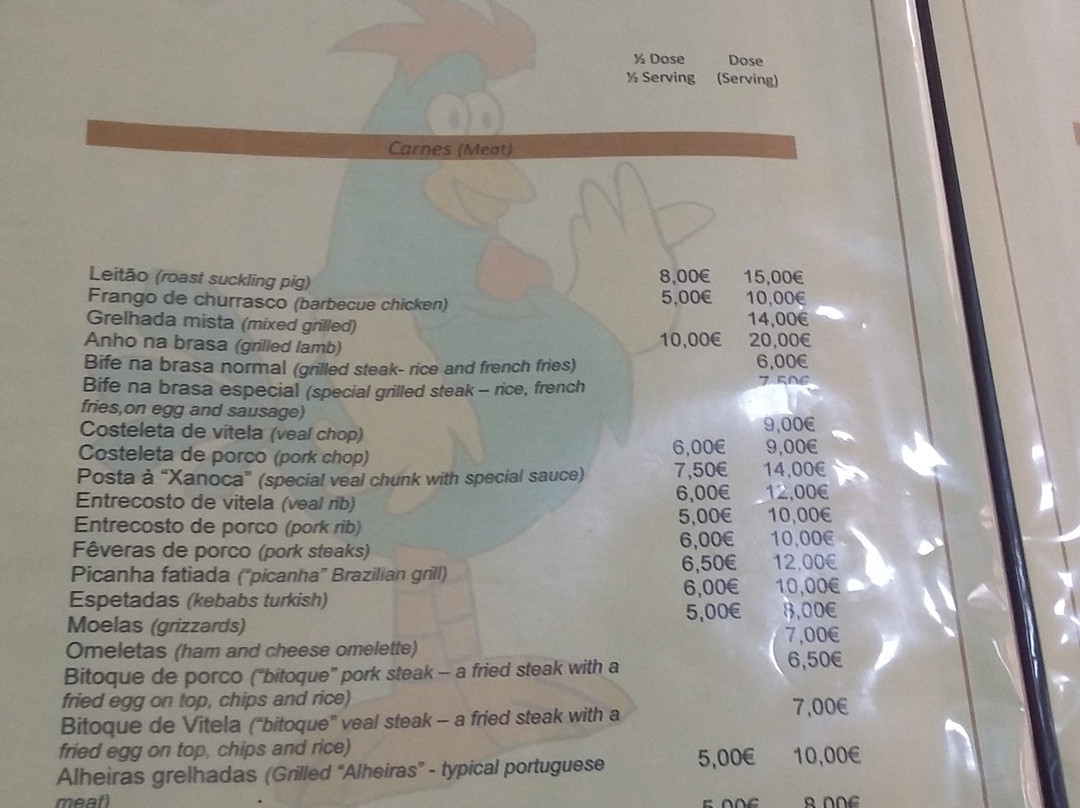 ½ Dose Dose
½ Serving (Serving)
Carnes (Meat)
Leitão (roast suckling pig) 8,00€ 15,00€
Frango de churrasco (barbecue chicken) 5,00€ 10,00€
Grelhada mista (mixed grilled) 14,00€
Anho na brasa (grilled lamb) 10,00€ 20,00€
Bife na brasa normal (grilled steak- rice and french fries) 6,00€
Bife na brasa especial (special grilled steak – rice, french 7,50€
fries,on egg and sausage)
Costeleta de vitela (veal chop) 9,00€
Costeleta de porco (pork chop) 6,00€ 9,00€
Posta à “Xanoca” (special veal chunk with special sauce) 7,50€ 14,00€
Entrecosto de vitela (veal rib) 6,00€ 12,00€
Entrecosto de porco (pork rib) 5,00€ 10,00€
Fêveras de porco (pork steaks) 6,00€ 10,00€
Picanha fatiada (“picanha” Brazilian grill) 6,50€ 12,00€
Espetadas (kebabs turkish) 6,00€ 10,00€
Moelas (grizzards) 5,00€ 8,00€
Omeletas (ham and cheese omelette) 7,00€
Bitoque de porco (“bitoque” pork steak – a fried steak with a 6,50€
fried egg on top, chips and rice)
Bitoque de Vitela (“bitoque” veal steak – a fried steak with a 7,00€
fried egg on top, chips and rice)
Alheiras grelhadas (Grilled “Alheiras” - typical portuguese 5,00€ 10,00€
meat) 5,00€ 8,00€